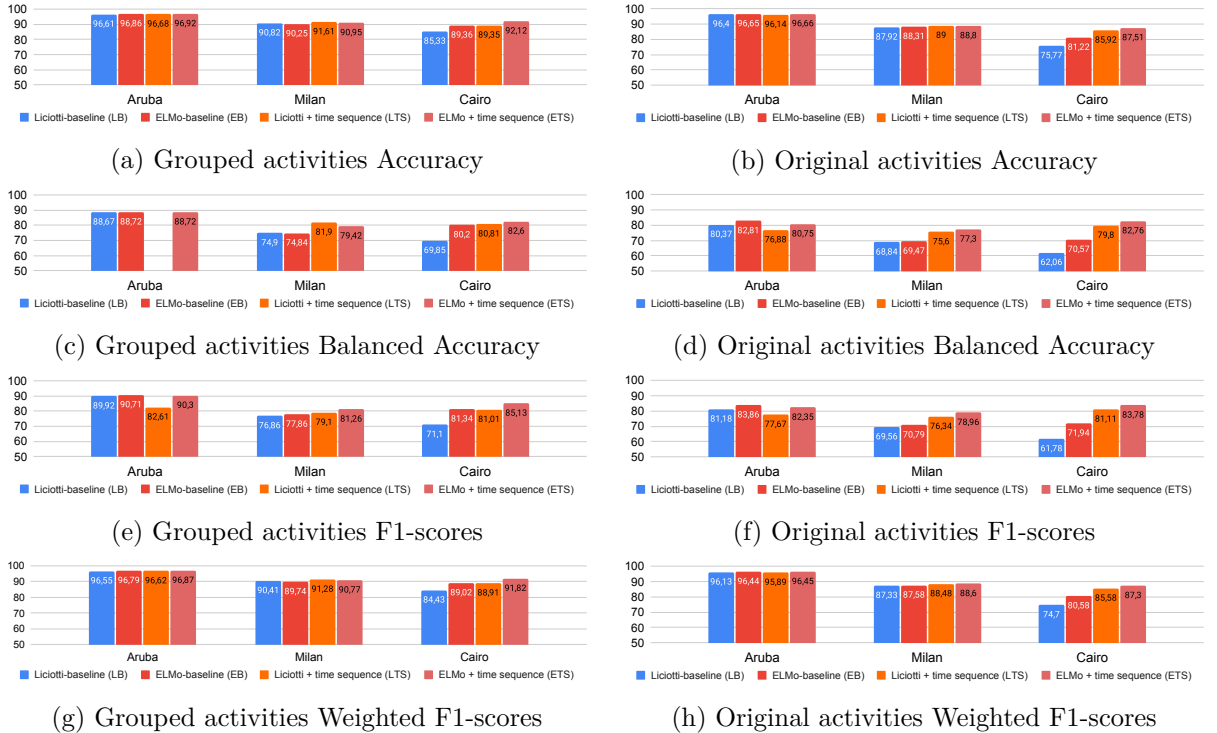 100
90
80
70
60
50
96,61 96,86 96,68 96,92
90,82 90,25 91,61 90,95
85,33 89,36 89,35 92,12
Aruba Milan Cairo
Liciotti-baseline (LB) ELMo-baseline (EB) Liciotti + time sequence (LTS) ELMo + time sequence (ETS)
(a) Grouped activities Accuracy
100
90
80
70
60
50
96,4 96,65 96,14 96,66
87,92 88,31 89 88,8
75,77 81,22 85,92 87,51
Aruba Milan Cairo
Liciotti-baseline (LB) ELMo-baseline (EB) Liciotti + time sequence (LTS) ELMo + time sequence (ETS)
(b) Original activities Accuracy
100
90
80
70
60
50
88,67 88,72 88,72
74,9 74,84 81,9 79,42
69,85 80,2 80,81 82,6
Aruba Milan Cairo
Liciotti-baseline (LB) ELMo-baseline (EB) Liciotti + time sequence (LTS) ELMo + time sequence (ETS)
(c) Grouped activities Balanced Accuracy
100
90
80
70
60
50
80,37 82,81 76,88 80,75
68,84 69,47 75,6 77,3
62,06 70,57 79,8 82,76
Aruba Milan Cairo
Liciotti-baseline (LB) ELMo-baseline (EB) Liciotti + time sequence (LTS) ELMo + time sequence (ETS)
(d) Original activities Balanced Accuracy
100
90
80
70
60
50
89,92 90,71 82,61 90,3
76,86 77,86 79,1 81,26
71,1 81,34 81,01 85,13
Aruba Milan Cairo
Liciotti-baseline (LB) ELMo-baseline (EB) Liciotti + time sequence (LTS) ELMo + time sequence (ETS)
(e) Grouped activities F1-scores
100
90
80
70
60
50
81,18 83,86 77,67 82,35
69,56 70,79 76,34 78,96
61,78 71,94 81,11 83,78
Aruba Milan Cairo
Liciotti-baseline (LB) ELMo-baseline (EB) Liciotti + time sequence (LTS) ELMo + time sequence (ETS)
(f) Original activities F1-scores
100
90
80
70
60
50
96,55 96,79 96,62 96,87
90,41 89,74 91,28 90,77
84,43 89,02 88,91 91,82
Aruba Milan Cairo
Liciotti-baseline (LB) ELMo-baseline (EB) Liciotti + time sequence (LTS) ELMo + time sequence (ETS)
(g) Grouped activities Weighted F1-scores
100
90
80
70
60
50
96,13 96,44 95,89 96,45
87,33 87,58 88,48 88,6
74,7 80,58 85,58 87,3
Aruba Milan Cairo
Liciotti-baseline (LB) ELMo-baseline (EB) Liciotti + time sequence (LTS) ELMo + time sequence (ETS)
(h) Original activities Weighted F1-scores